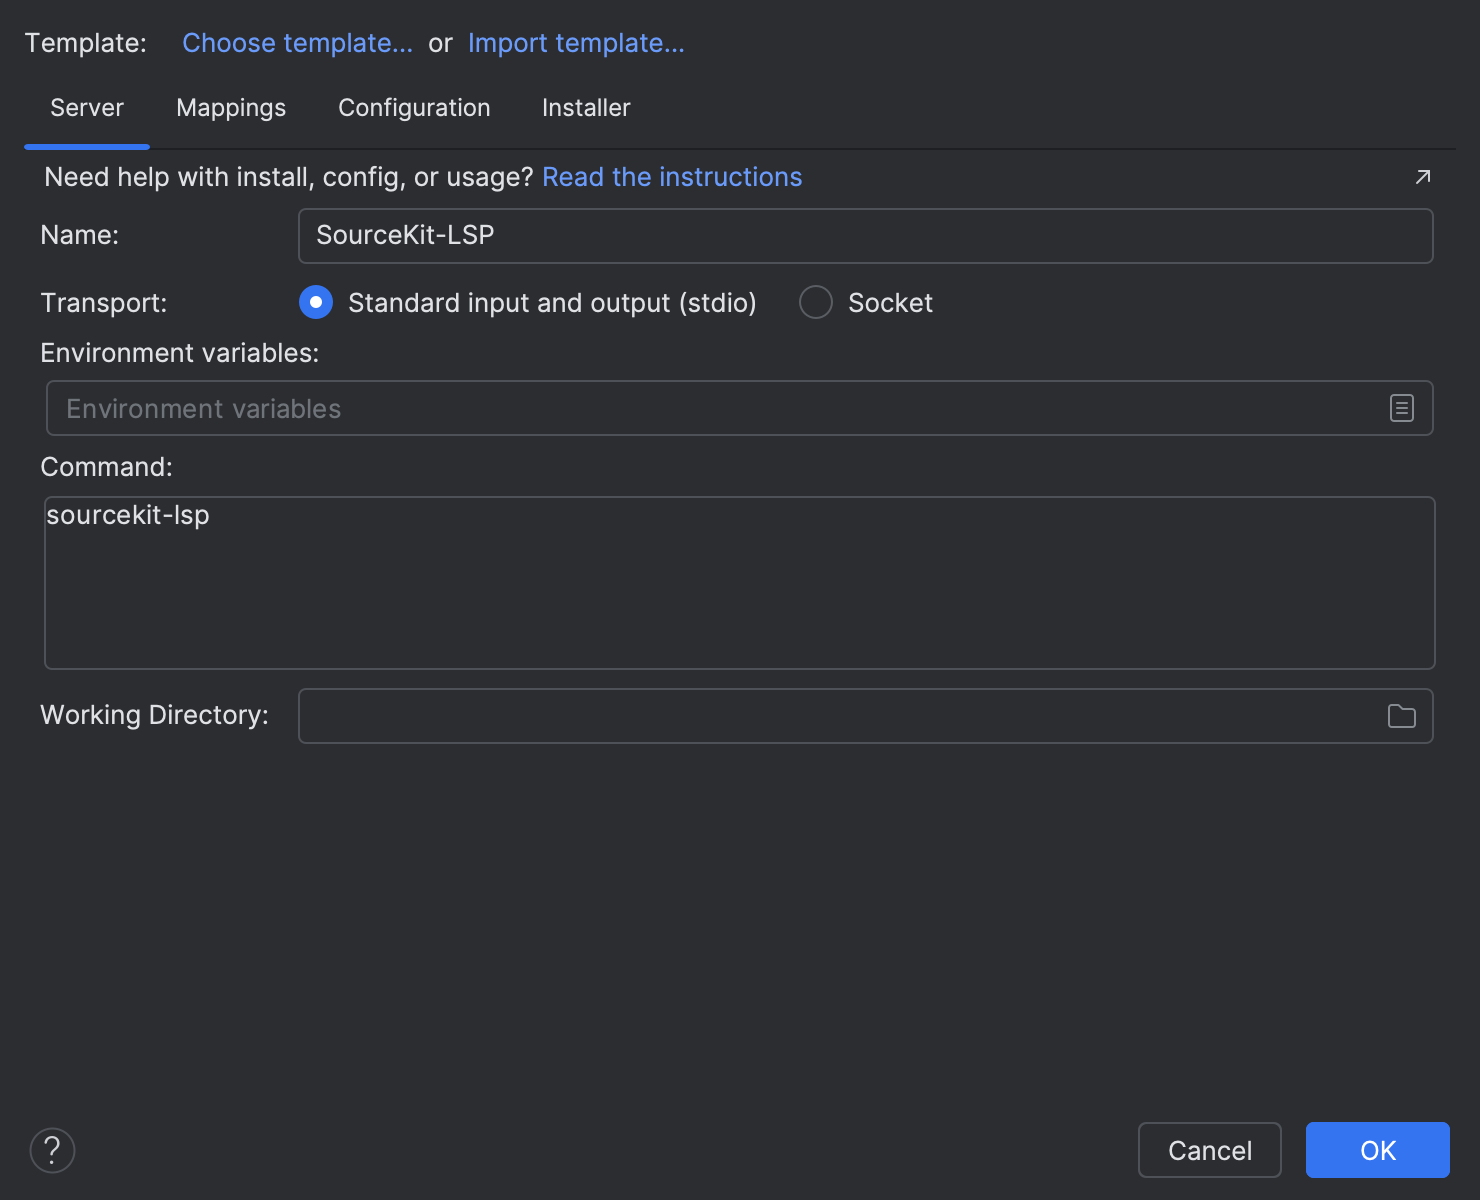 Template: Choose template... or Import template...
Server Mappings Configuration Installer
Need help with install, config, or usage? Read the instructions
Name: SourceKit-LSP
Transport: Standard input and output (stdio) Socket
Environment variables:
Environment variables
Command:
sourcekit-lsp
Working Directory:
? Cancel OK